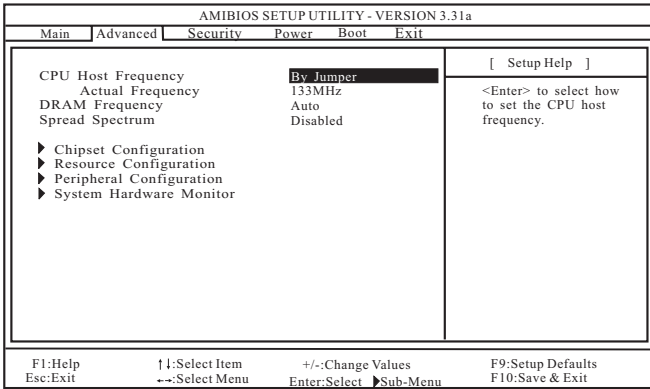 AMIBIOS SETUP UTILITY - VERSION 3.31a
Main Advanced Security Power Boot Exit
[ Setup Help ]
CPU Host Frequency By Jumper
Actual Frequency 133MHz
DRAM Frequency Auto
Spread Spectrum Disabled
Chipset Configuration
Resource Configuration
Peripheral Configuration
System Hardware Monitor
<Enter> to select how
to set the CPU host
frequency.
F1:Help ↑↓:Select Item +/-:Change Values F9:Setup Defaults
Esc:Exit ←→:Select Menu Enter:Select ▶Sub-Menu F10:Save & Exit